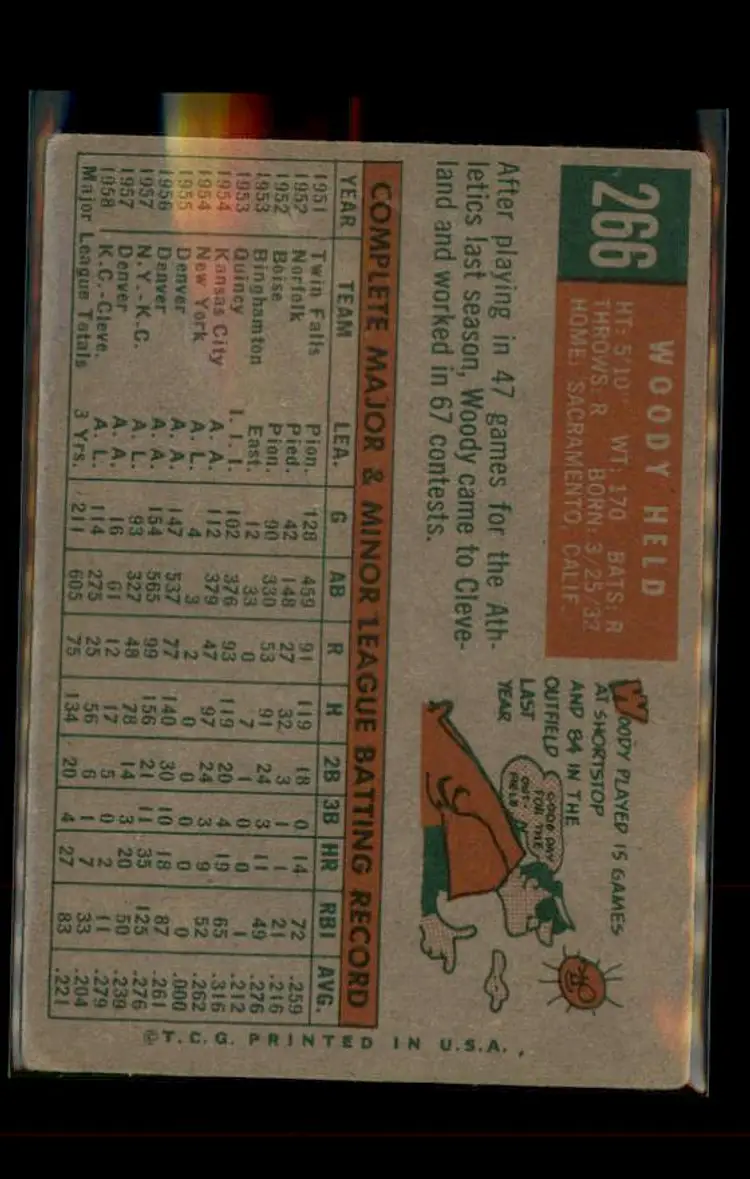 266
WOODY HELD
HT: 5'10" WT: 170 BATS: R
THROWS: R BORN: 3/25/32
HOME: SACRAMENTO, CALIF.
After playing in 47 games for the Ath-
letics last season, Woody came to Cleve-
land and worked in 67 contests.
WOODY PLAYED 15 GAMES
AT SHORTSTOP
AND 84 IN THE
OUTFIELD
LAST
YEAR
GOOD DAY
FOR THE
OUT-
FIELD
COMPLETE MAJOR & MINOR LEAGUE BATTING RECORD
YEAR TEAM LEA. G AB R H 2B 3B HR RBI AVG.
1951 Twin Falls Pion. 128 459 91 119 18 0 14 72 .259
1952 Norfolk Pied. 42 148 27 32 3 1 1 21 .216
1952 Boise Pion. 90 330 53 91 24 3 11 49 .276
1953 Binghamton East. 12 33 0 7 1 0 0 1 .212
1953 Quincy I. I. I. 102 376 93 119 20 4 19 65 .316
1954 Kansas City A. A. 112 379 47 97 24 3 9 52 .262
1954 New York A. L. 4 3 2 0 0 0 0 0 .000
1955 Denver A. A. 147 537 77 140 30 10 18 87 .261
1956 Denver A. A. 154 565 99 156 21 11 35 125 .276
1957 N.Y.-K.C. A. L. 93 327 48 78 14 3 20 50 .239
1957 Denver A. A. 16 61 12 17 5 0 2 11 .279
1958 K.C.-Cleve. A. L. 114 275 25 56 6 1 7 33 .204
Major League Totals 3 Yrs. 211 605 75 134 20 4 27 83 .221
©T.C.G. PRINTED IN U.S.A.